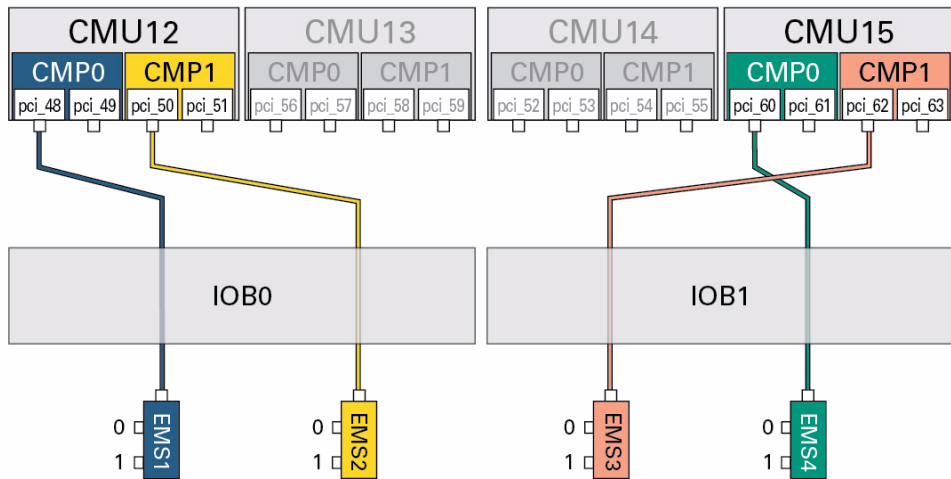 CMU12 CMU13 CMU14 CMU15
CMP0 CMP1 CMP0 CMP1 CMP0 CMP1 CMP0 CMP1
pci_48 pci_49 pci_50 pci_51 pci_56 pci_57 pci_58 pci_59 pci_52 pci_53 pci_54 pci_55 pci_60 pci_61 pci_62 pci_63
IOB0 IOB1
0 0 0 0
EMS1 EMS2 EMS3 EMS4
1 1 1 1